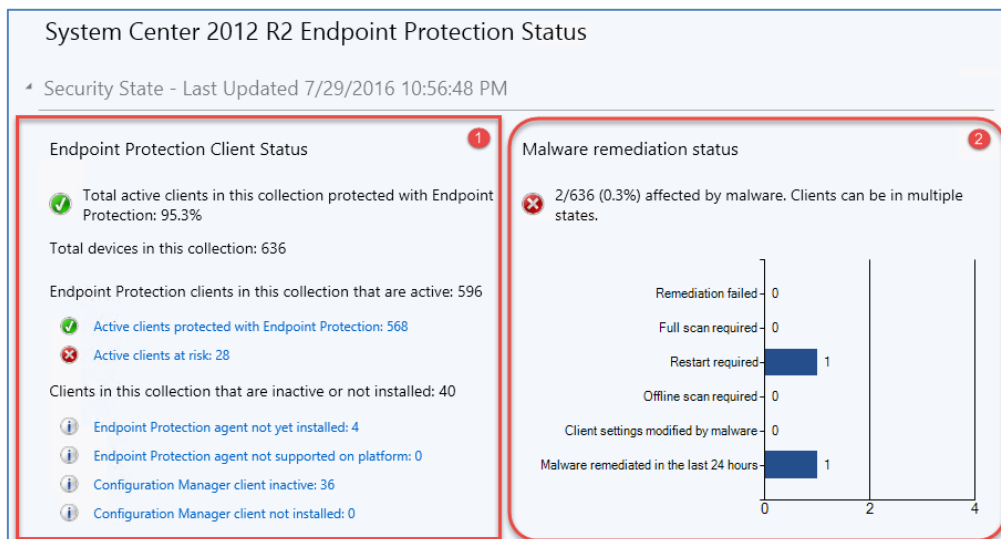 System Center 2012 R2 Endpoint Protection Status
Security State - Last Updated 7/29/2016 10:56:48 PM
1
Endpoint Protection Client Status
Total active clients in this collection protected with Endpoint
Protection: 95.3%
Total devices in this collection: 636
Endpoint Protection clients in this collection that are active: 596
Active clients protected with Endpoint Protection: 568
Active clients at risk: 28
Clients in this collection that are inactive or not installed: 40
Endpoint Protection agent not yet installed: 4
Endpoint Protection agent not supported on platform: 0
Configuration Manager client inactive: 36
Configuration Manager client not installed: 0
2
Malware remediation status
2/636 (0.3%) affected by malware. Clients can be in multiple
states.
Remediation failed 0
Full scan required 0
Restart required 1
Offline scan required 0
Client settings modified by malware 0
Malware remediated in the last 24 hours 1
0 2 4